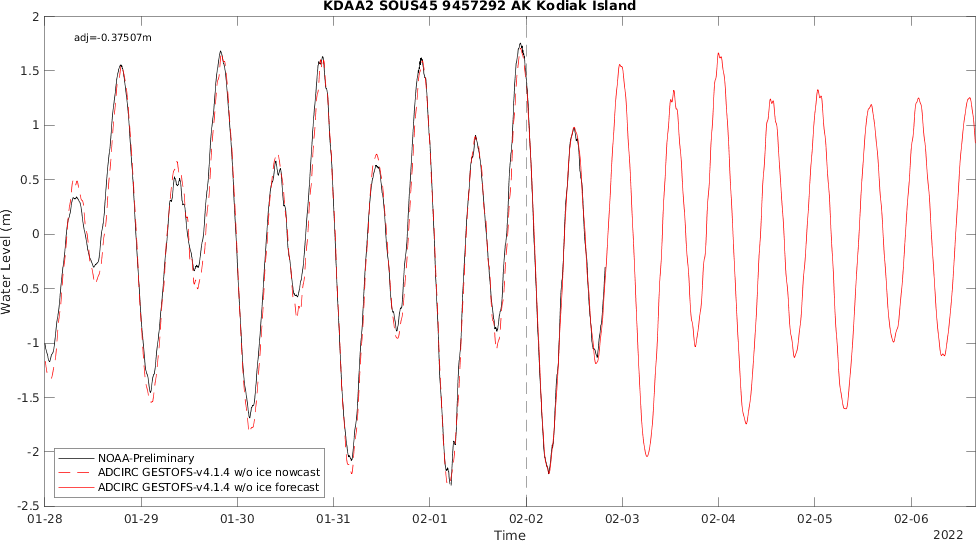 KDAA2 SOUS45 9457292 AK Kodiak Island
adj=-0.37507m
2
1.5
1
0.5
0
-0.5
-1
-1.5
-2
-2.5
Water Level (m)
NOAA-Preliminary
ADCIRC GESTOFS-v4.1.4 w/o ice nowcast
ADCIRC GESTOFS-v4.1.4 w/o ice forecast
01-28 01-29 01-30 01-31 02-01 02-02 02-03 02-04 02-05 02-06
Time
2022